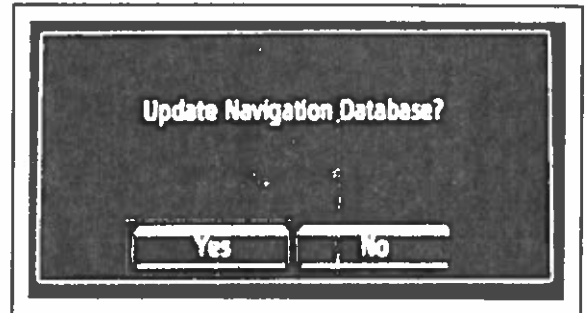 Update Navigation Database?
Yes No